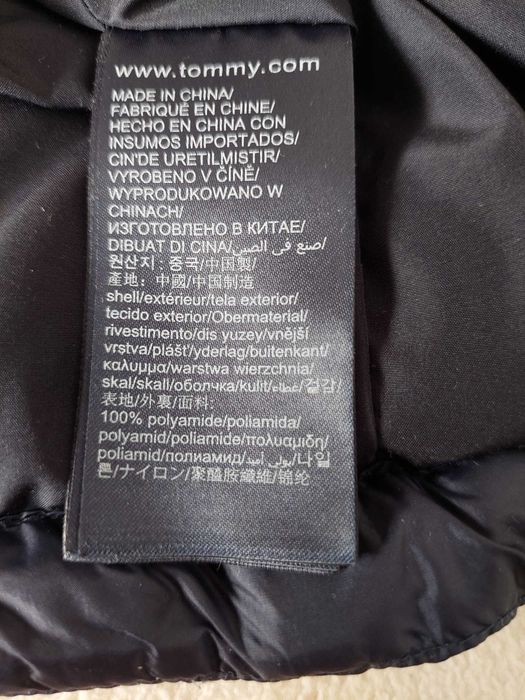 www.tommy.com
MADE IN CHINA/
FABRIQUÉ EN CHINE/
HECHO EN CHINA CON
INSUMOS IMPORTADOS/
CIN'DE URETILMISTIR/
VYROBENO V ČÍNĚ/
WYPRODUKOWANO W
CHINACH/
ИЗГОТОВЛЕНО В КИТАЕ/
DIBUAT DI CINA/صنع في الصين/
원산지 : 중국/中国製/
產地: 中國/中国制造
shell/extérieur/tela exterior/
tecido exterior/Obermaterial/
rivestimento/dis yuzey/vnější
vrstva/plášť/yderlag/buitenkant/
καλυμμα/warstwa wierzchnia/
skal/skall/оболчка/kulit/غطاء/겉감/
表地/外裏/面料:
100% polyamide/poliamida/
polyamid/poliamide/πολυαμιδη/
poliamid/полиамид/بولي أميد/나일
론/ナイロン/聚醯胺纖維/锦纶